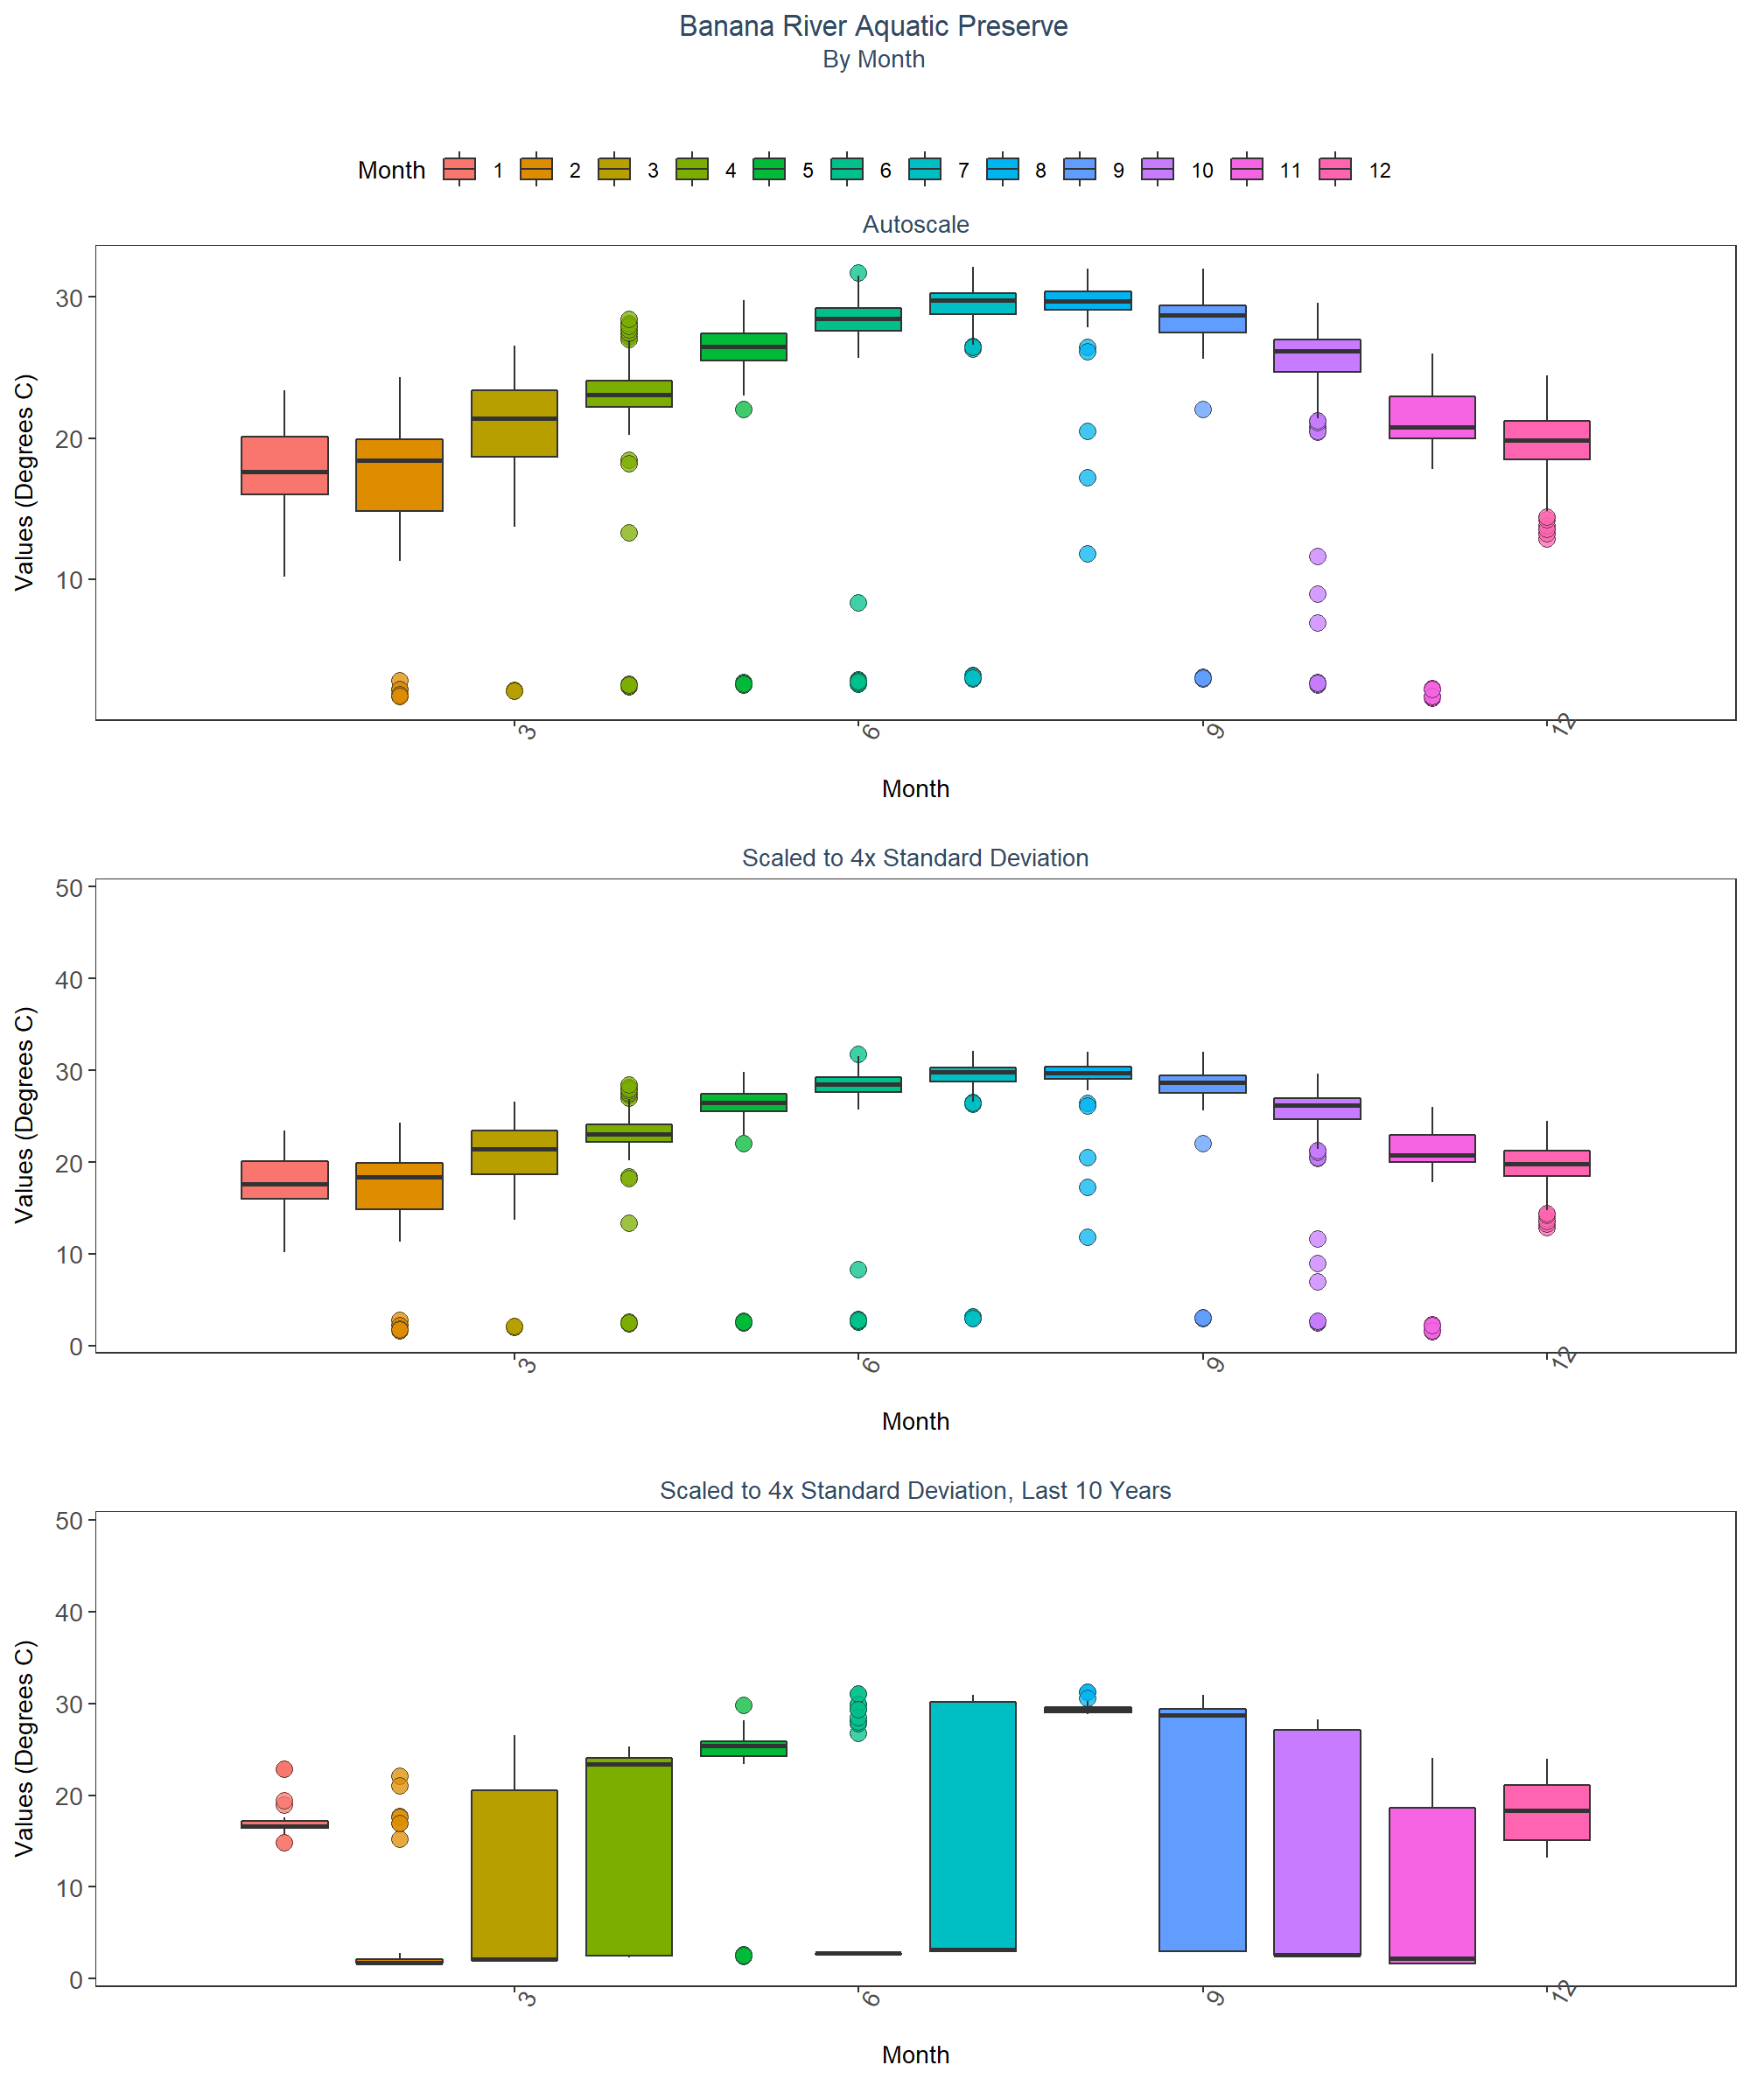 Banana River Aquatic Preserve
By Month
Month 1 2 3 4 5 6 7 8 9 10 11 12
Autoscale
Values (Degrees C)
30
20
10
3 6 9 12
Month
Scaled to 4x Standard Deviation
Values (Degrees C)
50
40
30
20
10
0
3 6 9 12
Month
Scaled to 4x Standard Deviation, Last 10 Years
Values (Degrees C)
50
40
30
20
10
0
3 6 9 12
Month